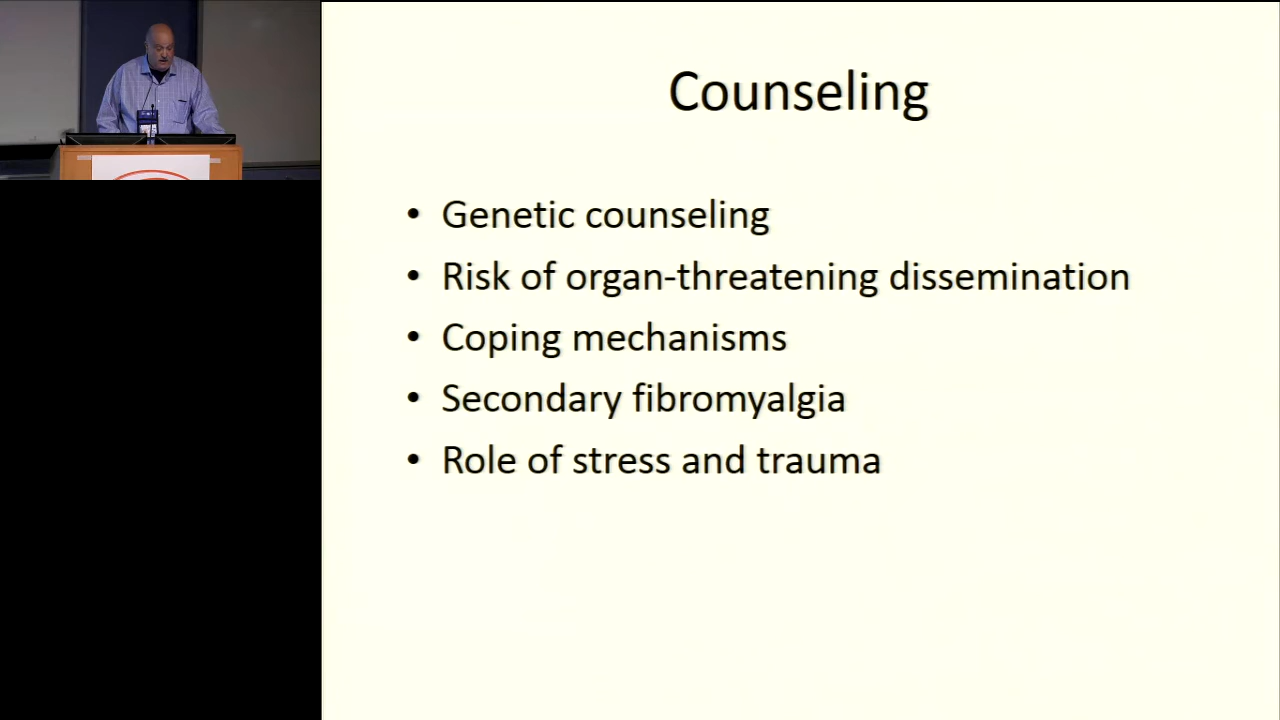 Counseling
• Genetic counseling
• Risk of organ-threatening dissemination
• Coping mechanisms
• Secondary fibromyalgia
• Role of stress and trauma